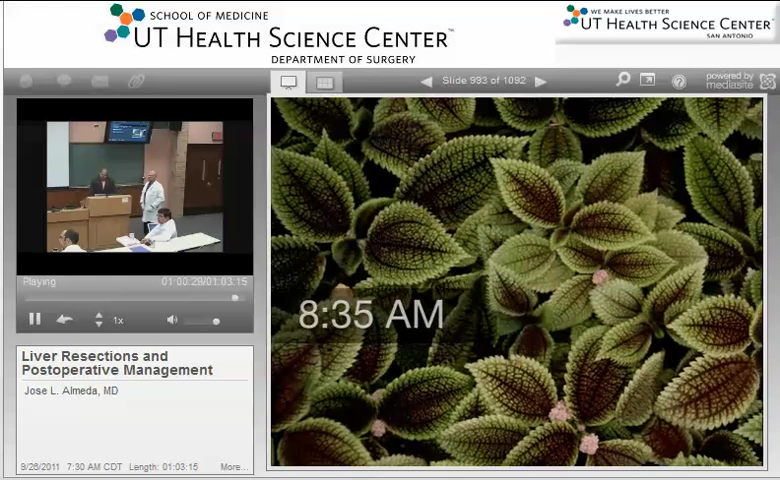 SCHOOL OF MEDICINE
UT HEALTH SCIENCE CENTER™
DEPARTMENT OF SURGERY
WE MAKE LIVES BETTER
UT HEALTH SCIENCE CENTER™
SAN ANTONIO
Slide 993 of 1092
powered by
mediasite
Playing
01:00:29/01:03:15
1x
8:35 AM
Liver Resections and
Postoperative Management
Jose L. Almeda, MD
9/26/2011 7:30 AM CDT Length: 01:03:15 More...